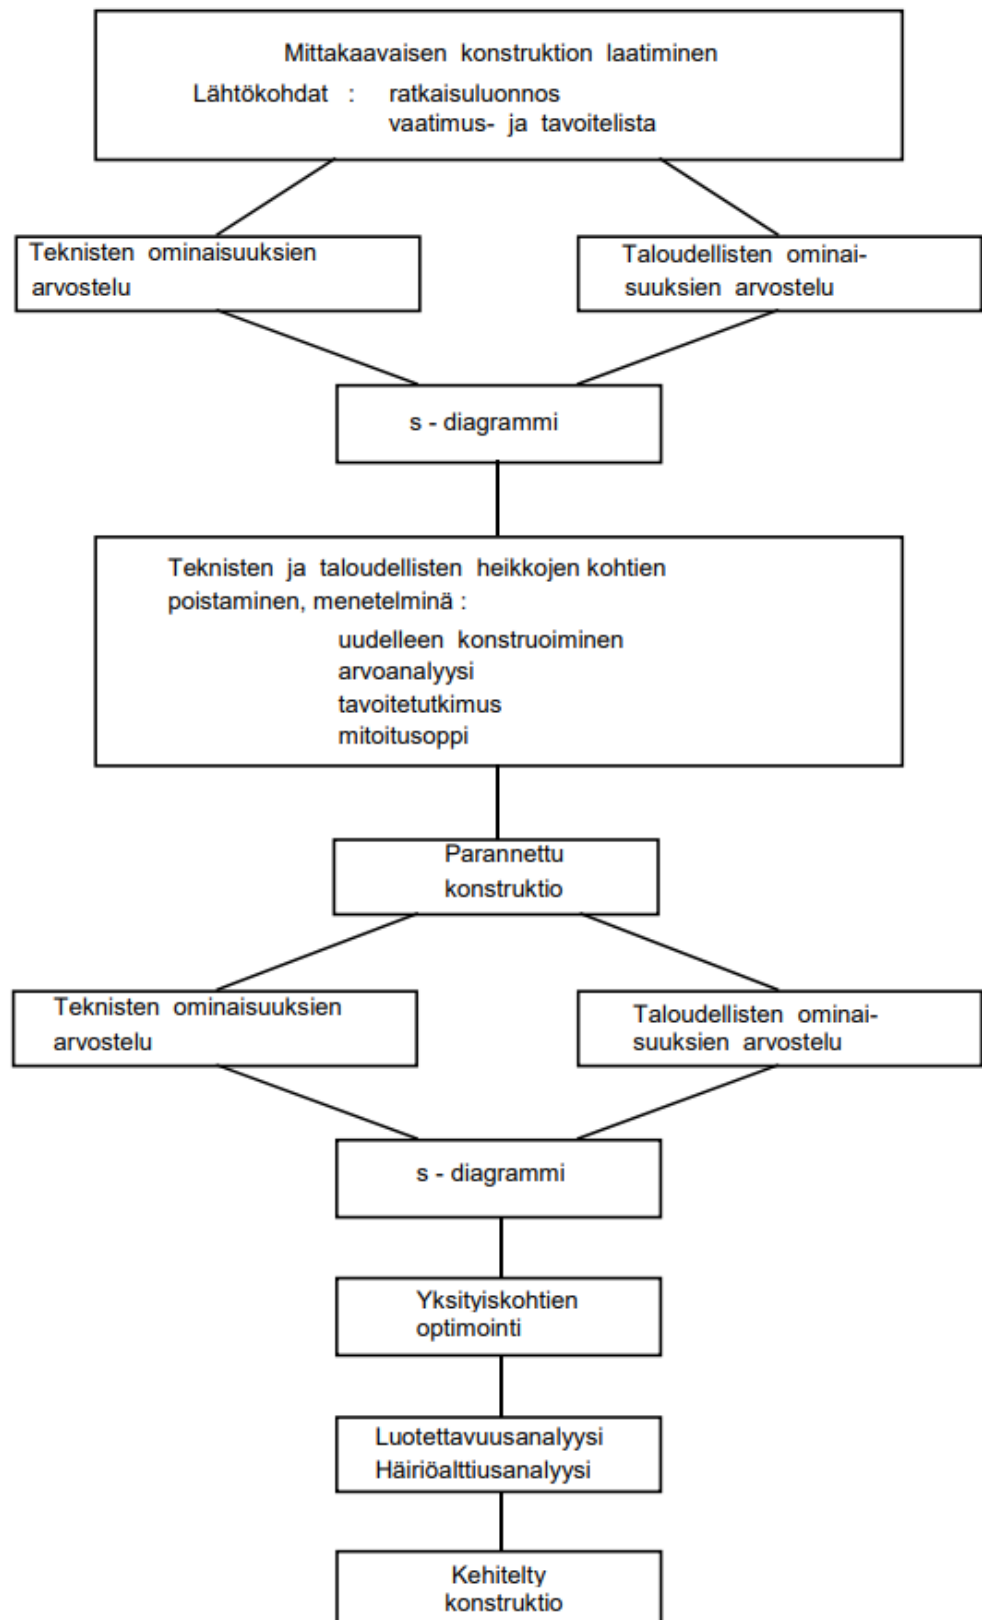 Mittakaavaisen konstruktion laatiminen
Lähtökohdat : ratkaisuluonnos
vaatimus- ja tavoitelista
Teknisten ominaisuuksien
arvostelu
Taloudellisten ominai-
suuksien arvostelu
s - diagrammi
Teknisten ja taloudellisten heikkojen kohtien
poistaminen, menetelminä :
uudelleen konstruoiminen
arvoanalyysi
tavoitetutkimus
mitoitusoppi
Parannettu
konstruktio
Teknisten ominaisuuksien
arvostelu
Taloudellisten ominai-
suuksien arvostelu
s - diagrammi
Yksityiskohtien
optimointi
Luotettavuusanalyysi
Häiriöalttiusanalyysi
Kehitelty
konstruktio